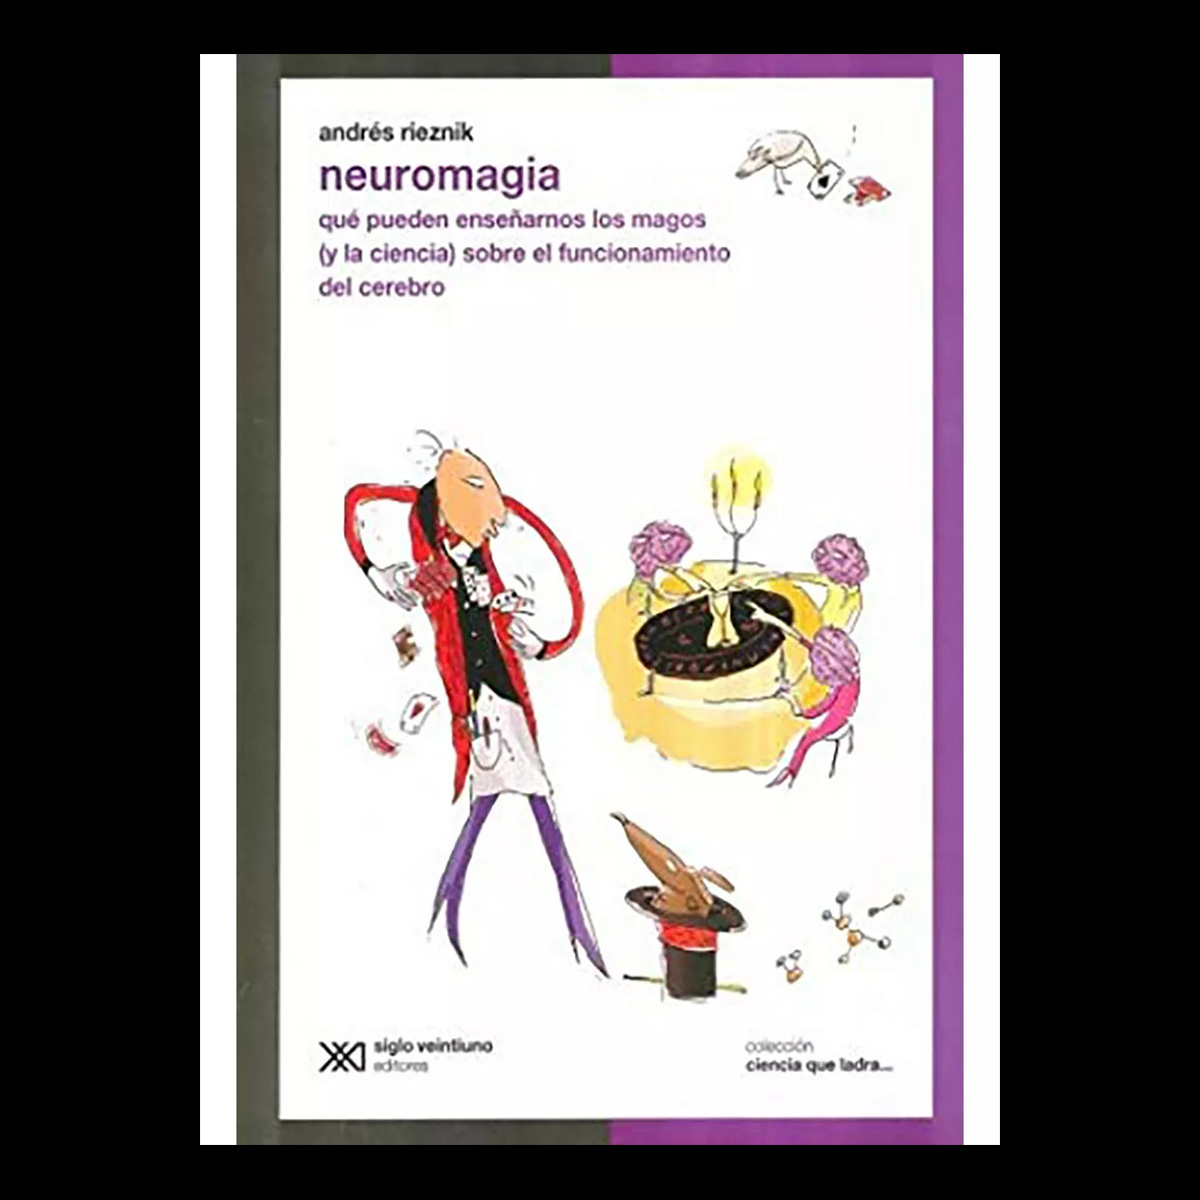 andrés rieznik
neuromagia
qué pueden enseñarnos los magos
(y la ciencia) sobre el funcionamiento
del cerebro
siglo veintiuno
editores
colección
ciencia que ladra...